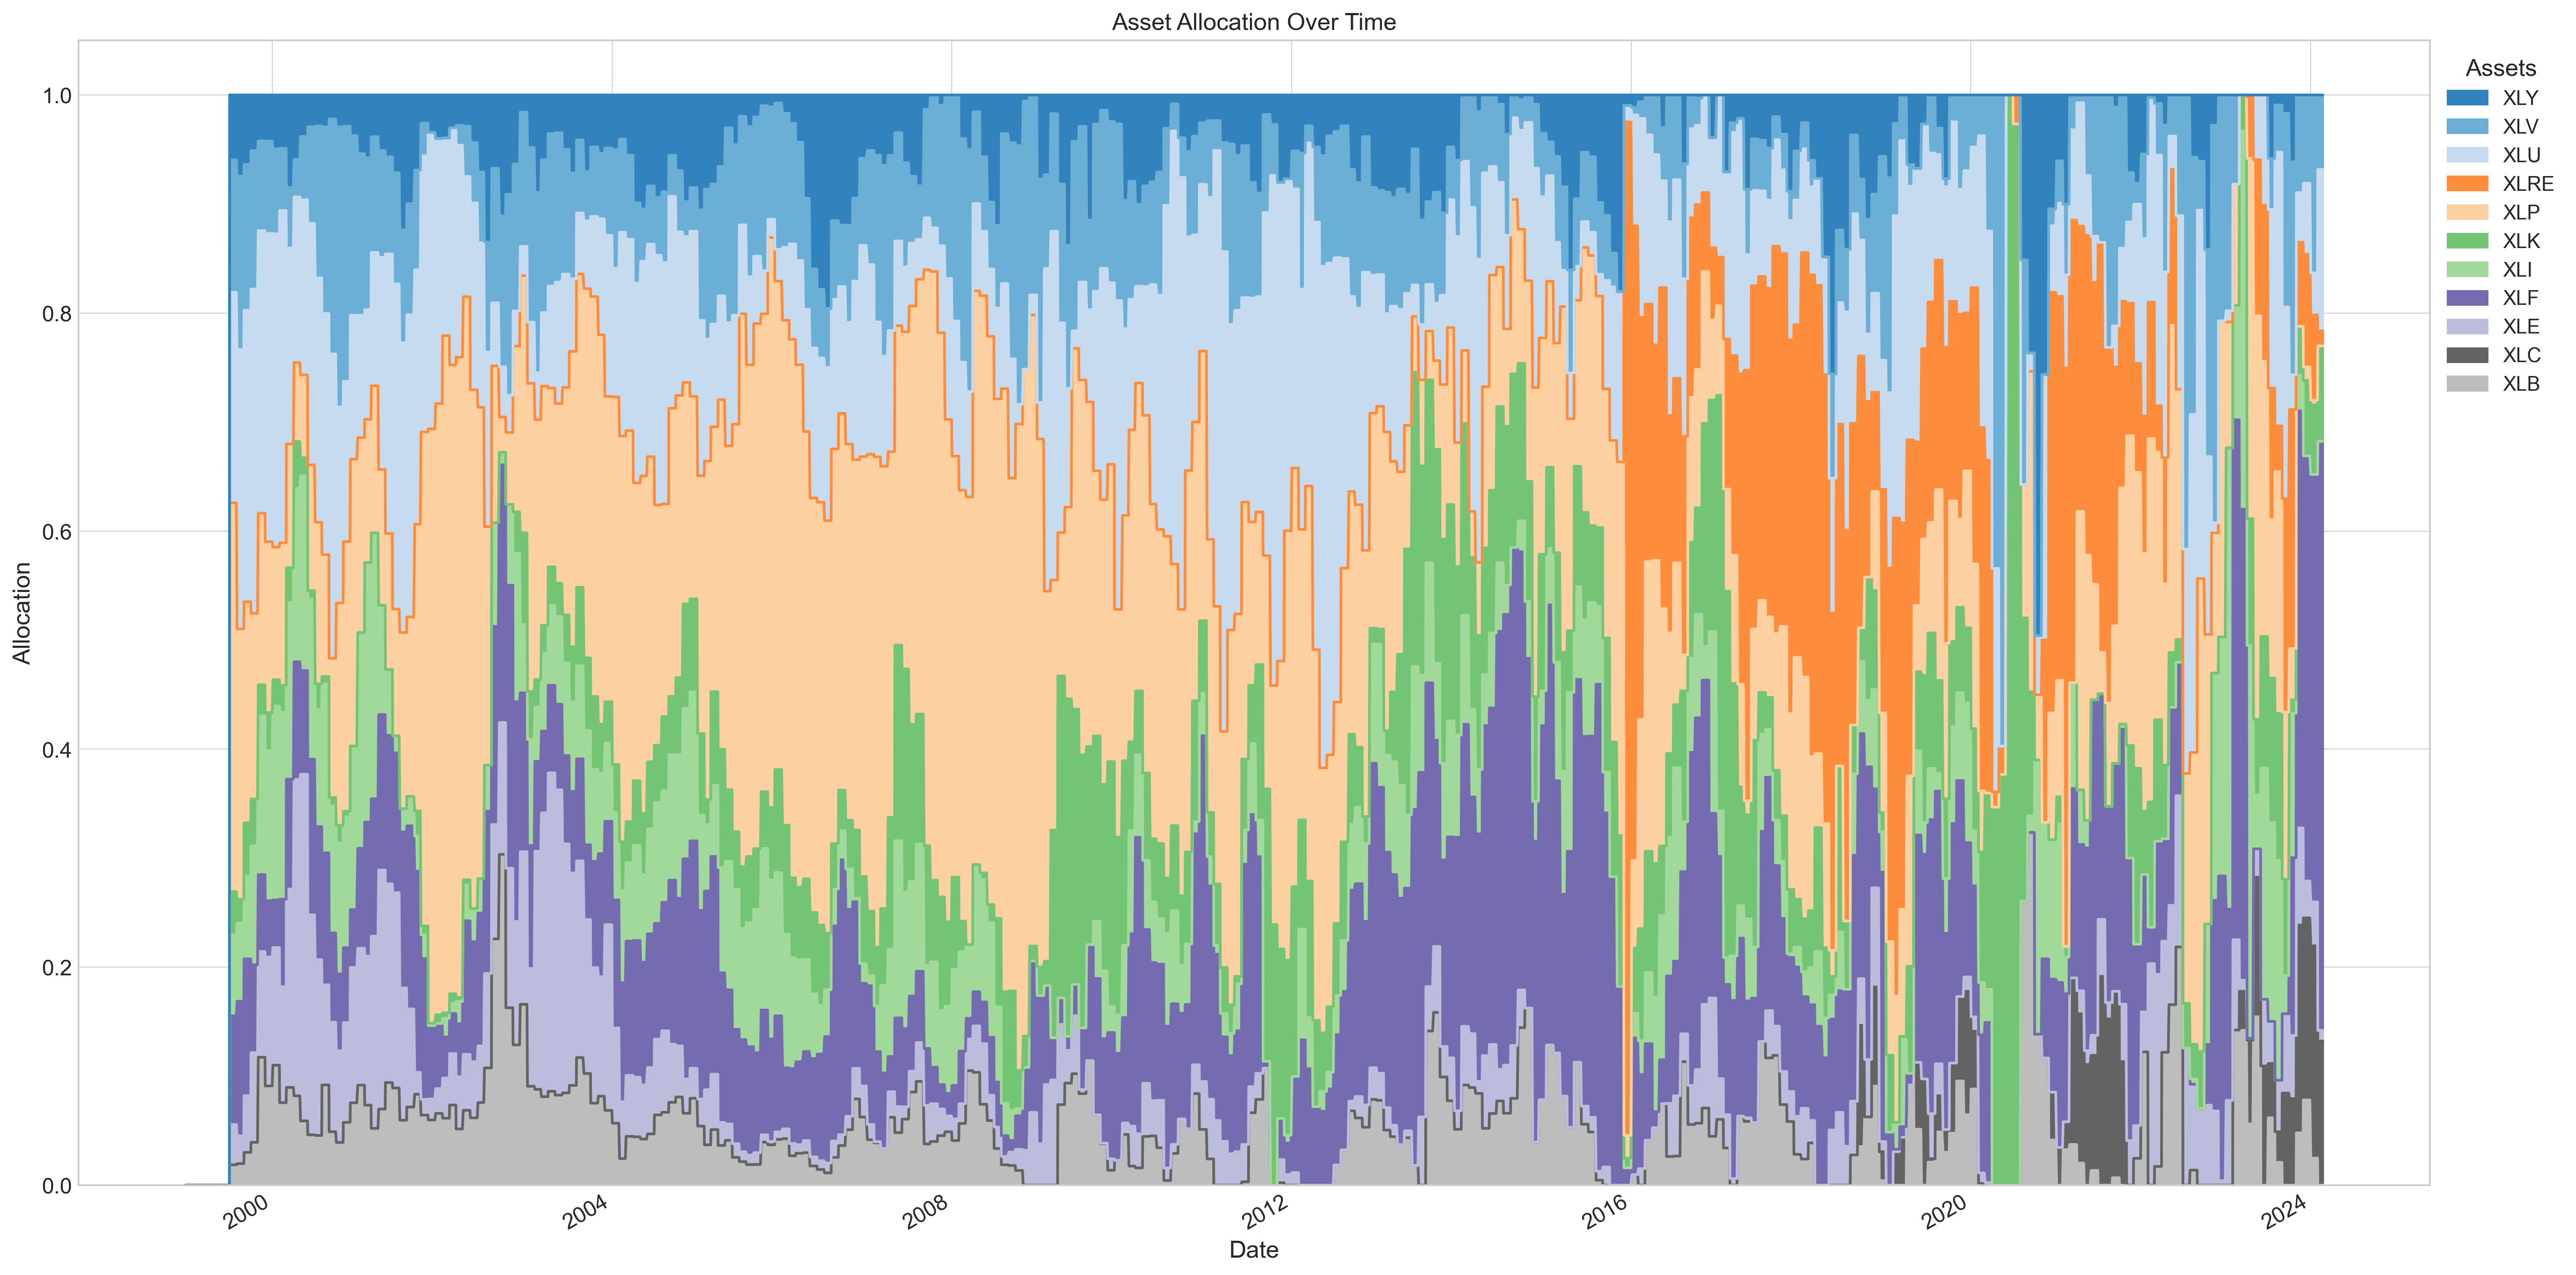 Asset Allocation Over Time
Assets
XLY
XLV
XLU
XLRE
XLP
XLK
XLI
XLF
XLE
XLC
XLB
Allocation
1.0
0.8
0.6
0.4
0.2
0.0
2000
2004
2008
2012
2016
2020
2024
Date